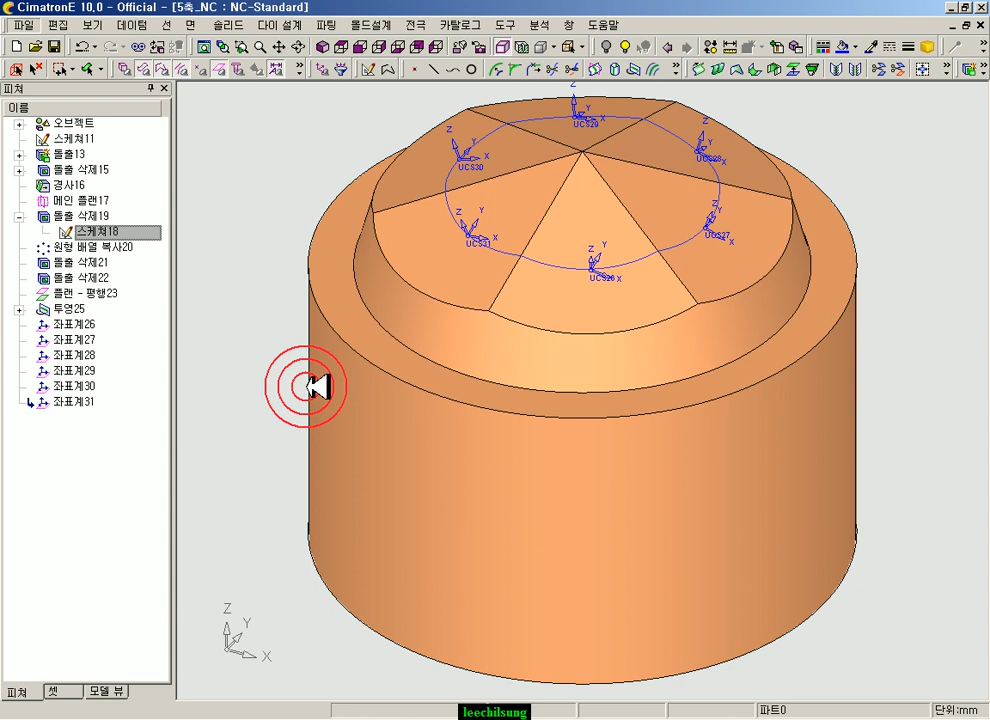 CimatronE 10,0 - Official - [5축_NC : NC-Standard]
파일 편집 보기 데이텀 선 면 솔리드 다이 설계 파팅 몰드설계 전극 카탈로그 도구 분석 창 도움말
피쳐
이름
오브젝트
스케쳐11
돌출13
돌출 삭제15
경사16
메인 플랜17
돌출 삭제19
스케쳐18
원형 배열 복사20
돌출 삭제21
돌출 삭제22
플랜 - 평행23
투영25
좌표계26
좌표계27
좌표계28
좌표계29
좌표계30
좌표계31
Z
Y
X
UCS29
Z
Y
X
UCS30
Z
Y
X
UCS28
Z
Y
X
UCS31
Z
Y
X
UCS27
Z
Y
X
UCS26
Z
Y
X
피쳐 셋 모델 뷰
leechilsung
파트0
단위:mm